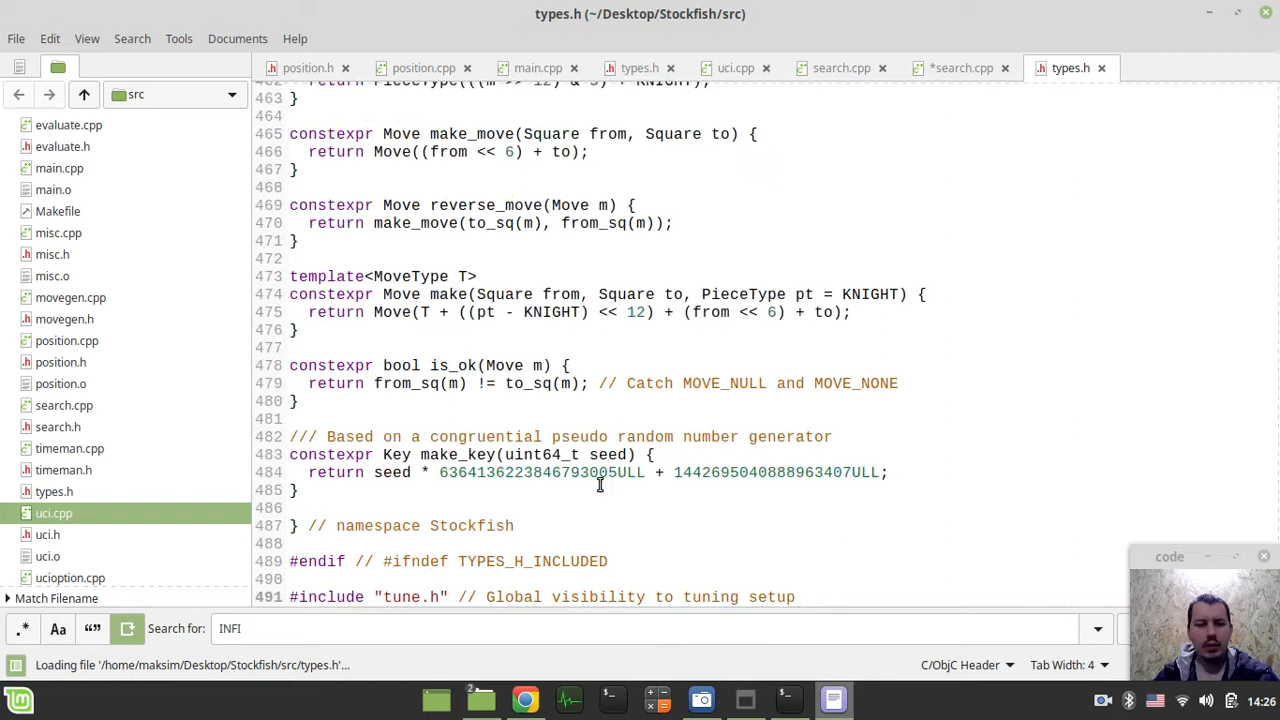 types.h (~/Desktop/Stockfish/src)
File Edit View Search Tools Documents Help
position.h position.cpp main.cpp types.h uci.cpp search.cpp *search.cpp types.h
src
evaluate.cpp
evaluate.h
main.cpp
main.o
Makefile
misc.cpp
misc.h
misc.o
movegen.cpp
movegen.h
position.cpp
position.h
position.o
search.cpp
search.h
timeman.cpp
timeman.h
types.h
uci.cpp
uci.h
uci.o
ucioption.cpp
Match Filename
463 }
464
465 constexpr Move make_move(Square from, Square to) {
466 return Move((from << 6) + to);
467 }
468
469 constexpr Move reverse_move(Move m) {
470 return make_move(to_sq(m), from_sq(m));
471 }
472
473 template<MoveType T>
474 constexpr Move make(Square from, Square to, PieceType pt = KNIGHT) {
475 return Move(T + ((pt - KNIGHT) << 12) + (from << 6) + to);
476 }
477
478 constexpr bool is_ok(Move m) {
479 return from_sq(m) != to_sq(m); // Catch MOVE_NULL and MOVE_NONE
480 }
481
482 /// Based on a congruential pseudo random number generator
483 constexpr Key make_key(uint64_t seed) {
484 return seed * 6364136223846793005ULL + 1442695040888963407ULL;
485 }
486
487 } // namespace Stockfish
488
489 #endif // #ifndef TYPES_H_INCLUDED
490
491 #include "tune.h" // Global visibility to tuning setup
code
.* Aa “” Search for: INFI
Loading file '/home/maksim/Desktop/Stockfish/src/types.h'... C/ObjC Header Tab Width: 4
2 14:26